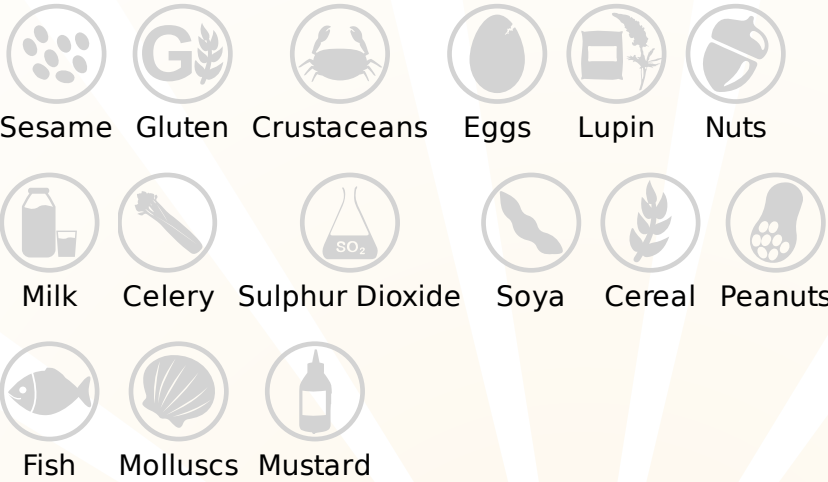 G
Sesame Gluten Crustaceans Eggs Lupin Nuts
SO₂
Milk Celery Sulphur Dioxide Soya Cereal Peanuts
Fish Molluscs Mustard